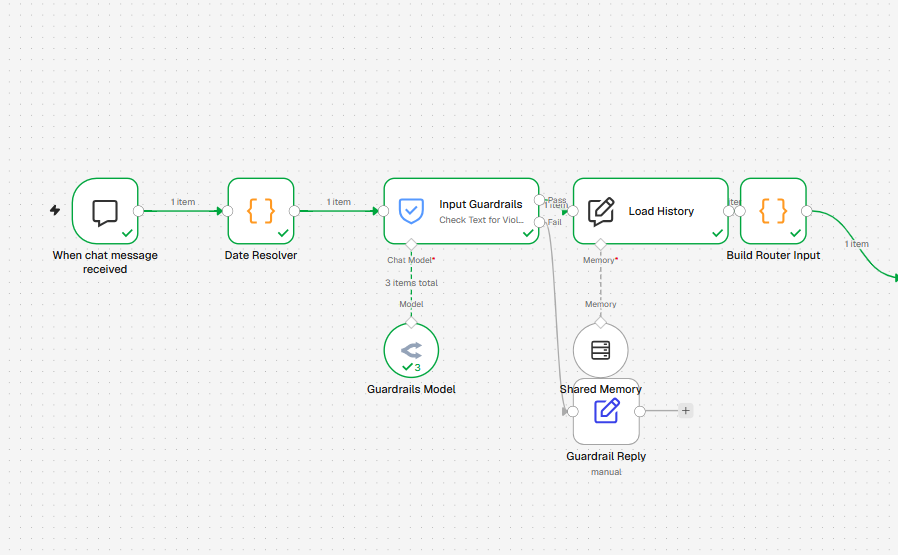 1 item
1 item
Pass
1 item
Fail
Input Guardrails
Check Text for Viol...
Load History
{ }
{ }
When chat message
received
Date Resolver
Build Router Input
1 item
Chat Model*
Memory*
3 items total
Model
Memory
3
Guardrails Model
Shared Memory
+
Guardrail Reply
manual